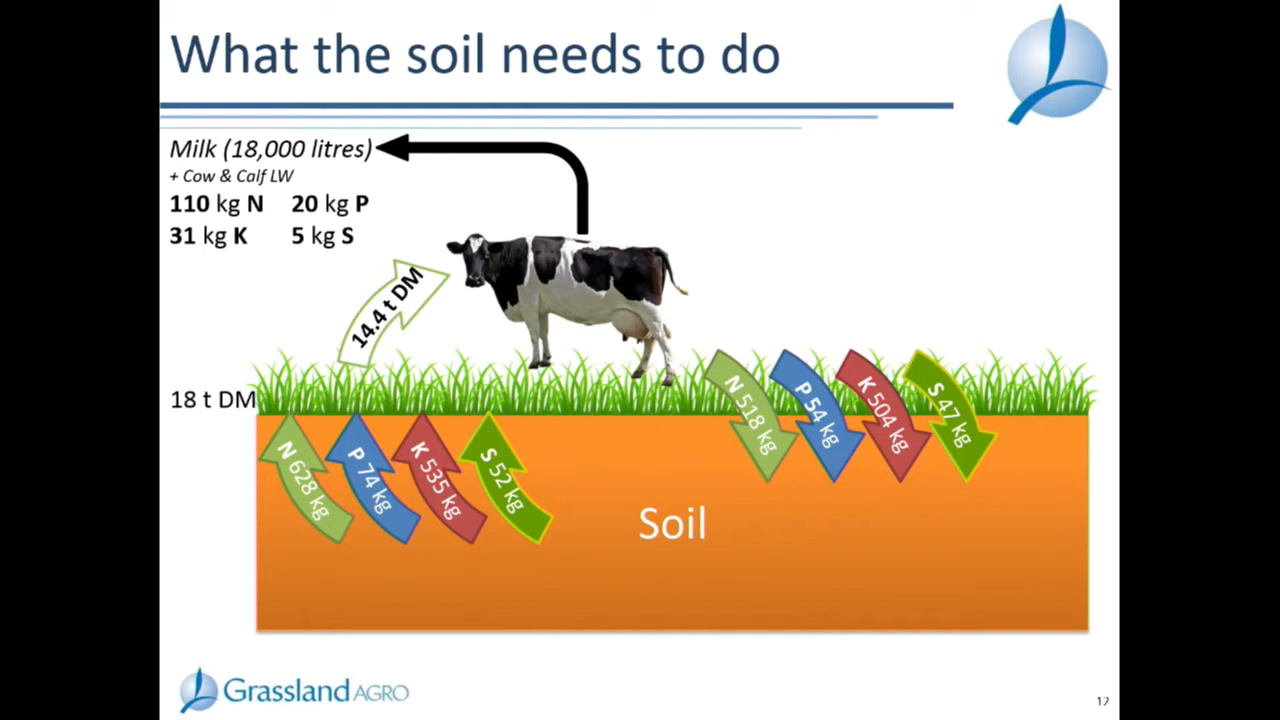 What the soil needs to do
Milk (18,000 litres)
+ Cow & Calf LW
110 kg N 20 kg P
31 kg K 5 kg S
14.4 t DM
18 t DM
N 518 kg
P 54 kg
K 504 kg
S 47 kg
N 628 kg
P 74 kg
K 535 kg
S 52 kg
Soil
Grassland AGRO
12